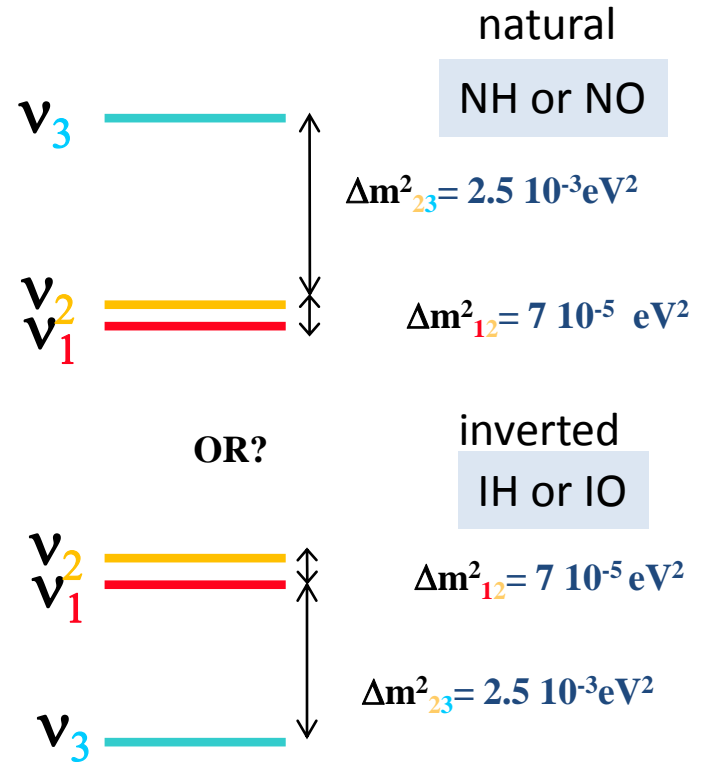 natural
NH or NO
ν3
Δm²₂₃= 2.5 10⁻³eV²
ν2
ν1
Δm²₁₂= 7 10⁻⁵ eV²
OR?
inverted
IH or IO
ν2
ν1
Δm²₁₂= 7 10⁻⁵ eV²
Δm²₂₃= 2.5 10⁻³eV²
ν3